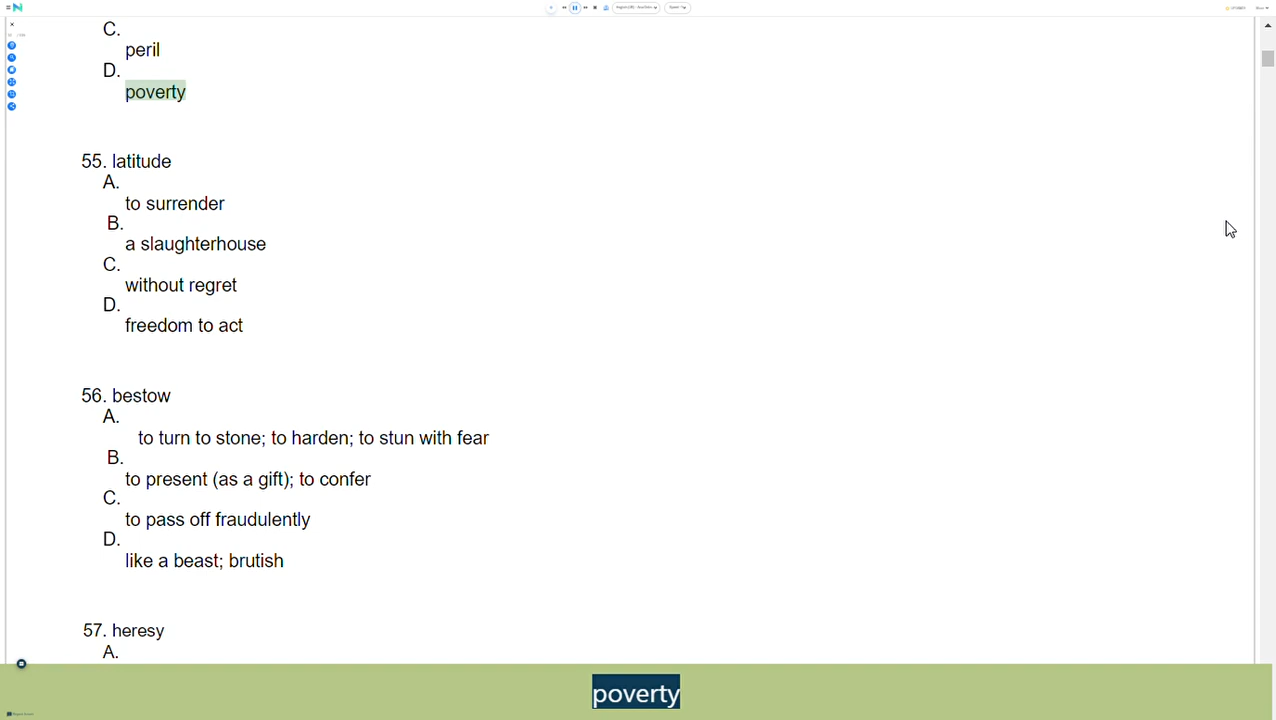 C.
peril
D.
poverty
55. latitude
A.
to surrender
B.
a slaughterhouse
C.
without regret
D.
freedom to act
56. bestow
A.
to turn to stone; to harden; to stun with fear
B.
to present (as a gift); to confer
C.
to pass off fraudulently
D.
like a beast; brutish
57. heresy
A.
poverty